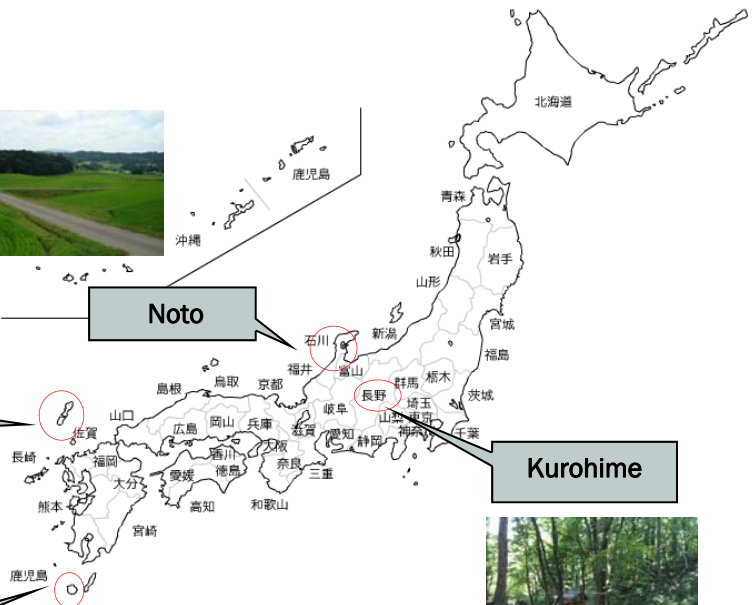 北海道
鹿児島
青森
沖縄
秋田
岩手
山形
Noto
宮城
新潟
石川
福島
福井
富山
栃木
群馬
鳥取
京都
島根
長野
茨城
埼玉
岐阜
山口
岡山
兵庫
山梨
東京
広島
滋賀
愛知
神奈川
千葉
佐賀
静岡
大阪
香川
長崎
福岡
奈良
Kurohime
徳島
三重
愛媛
大分
熊本
高知
和歌山
宮崎
鹿児島